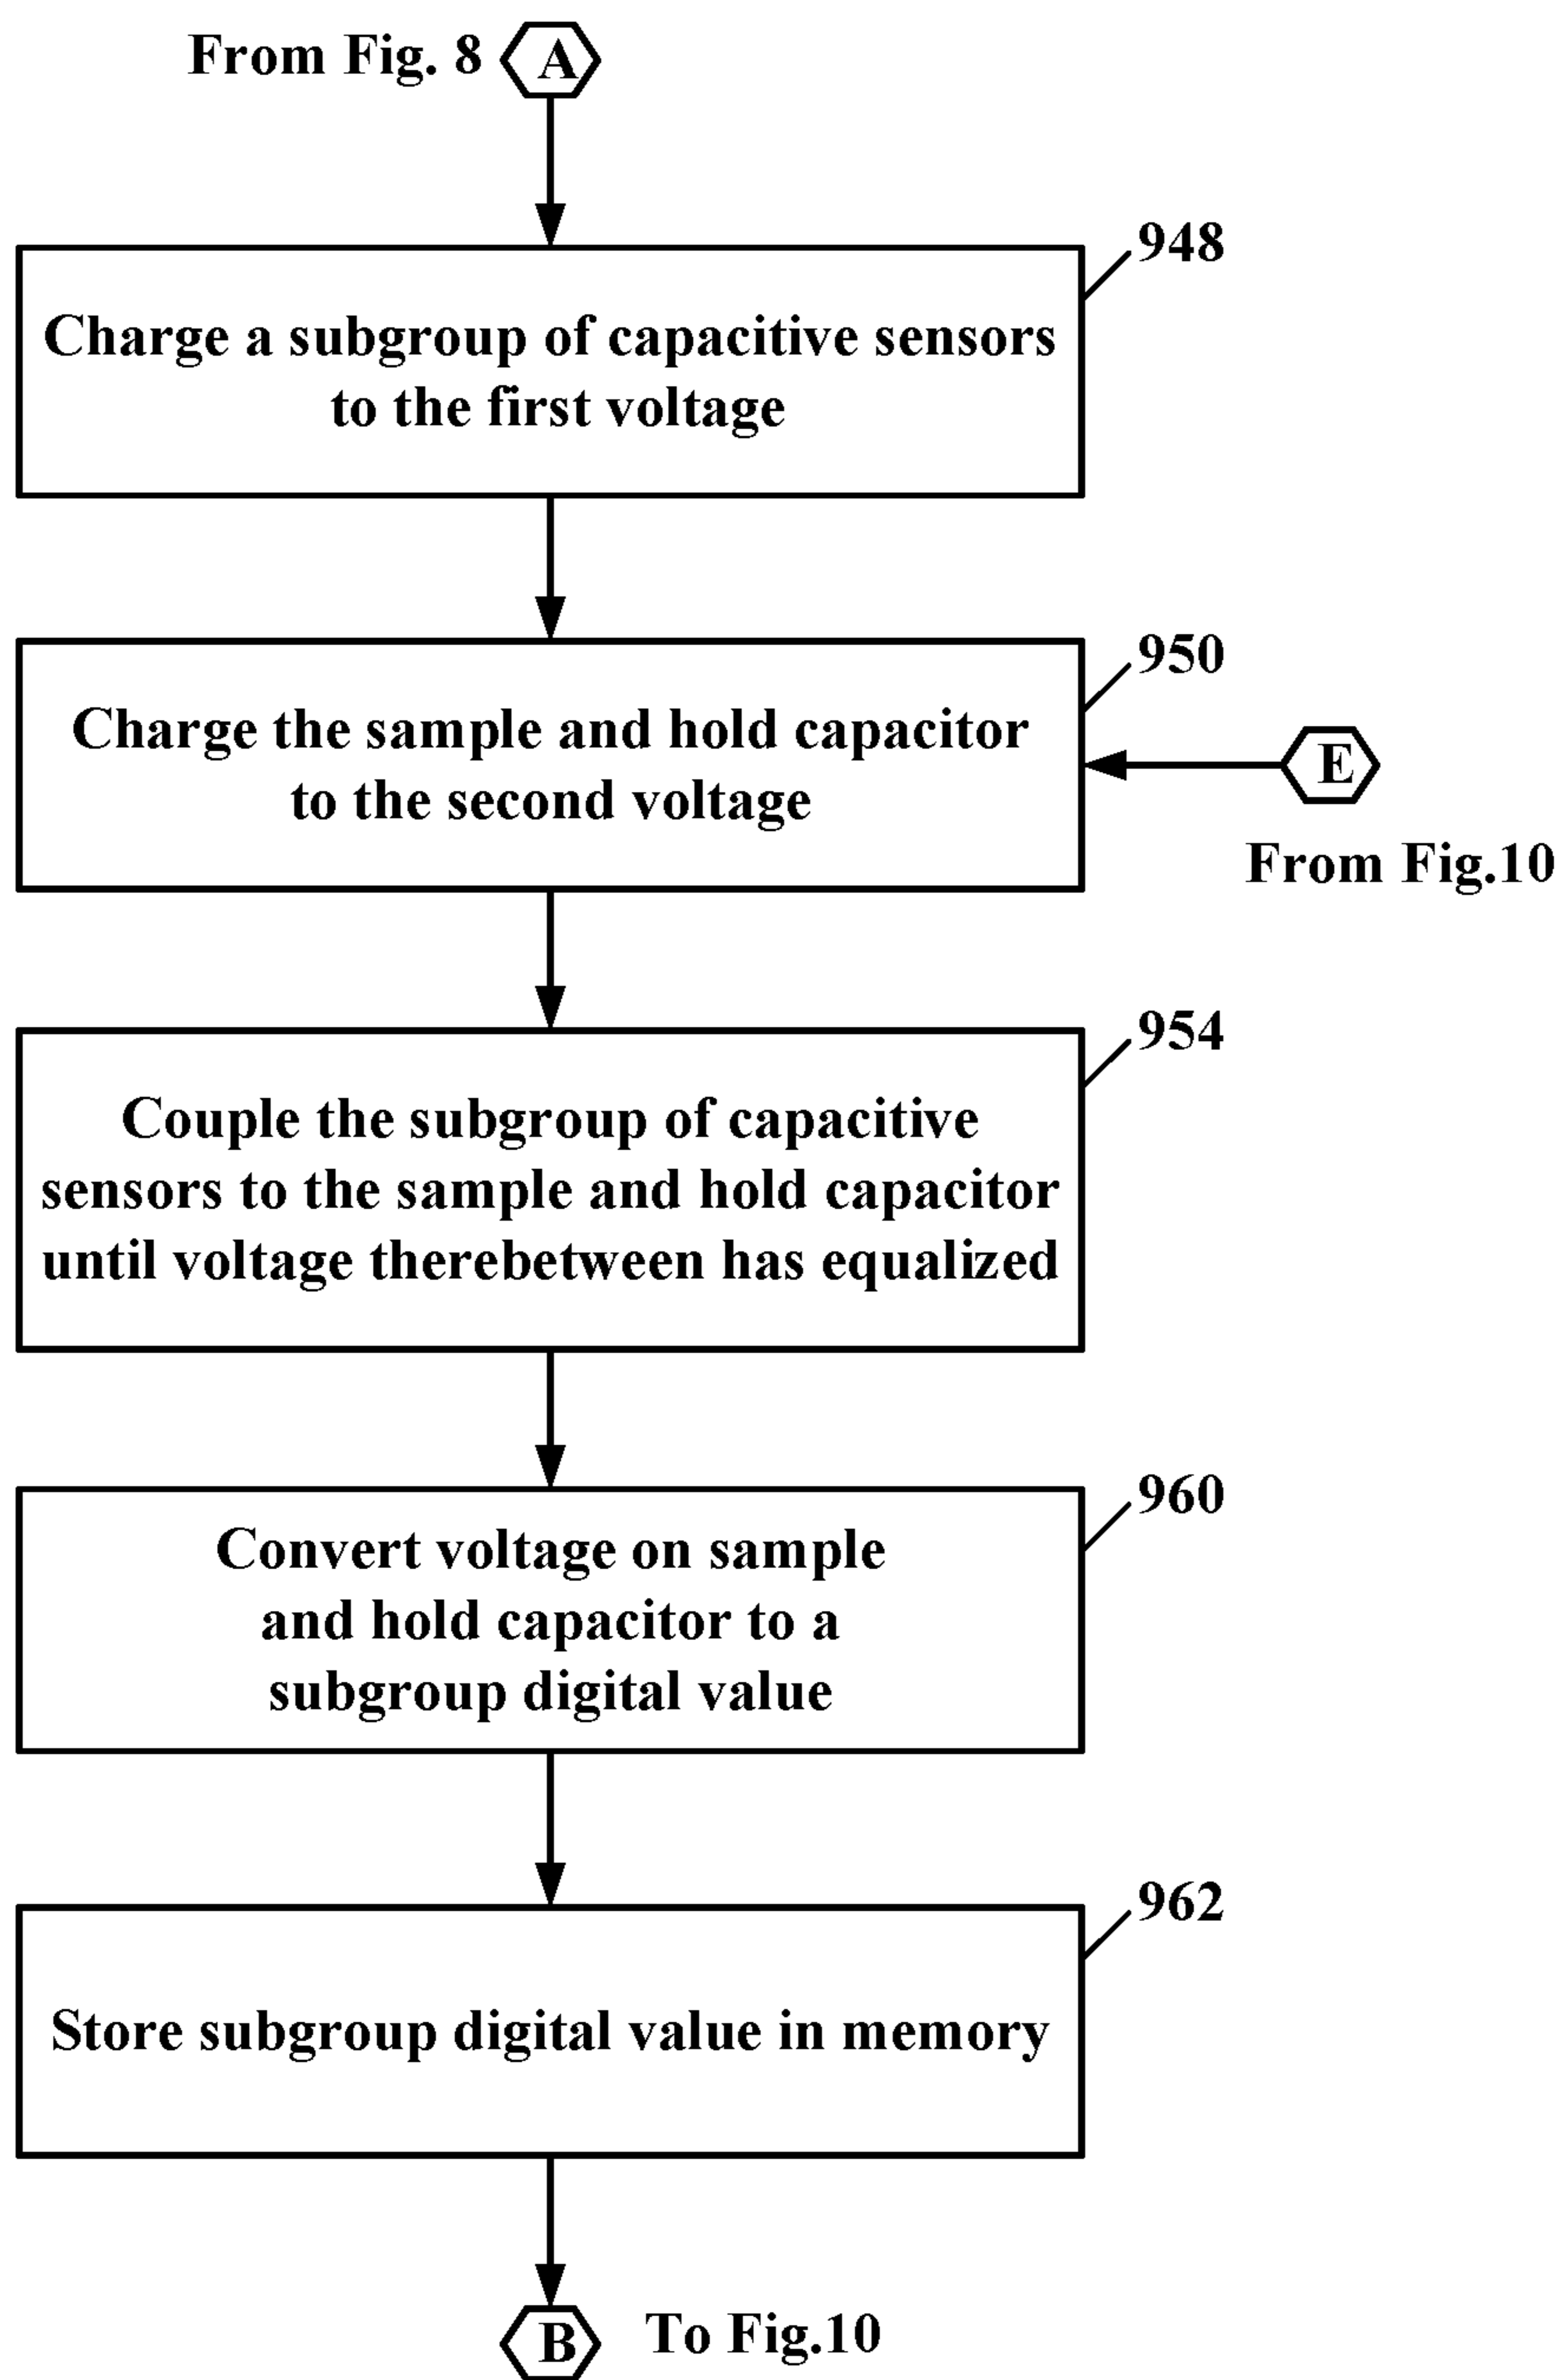 From Fig. 8 A
948
Charge a subgroup of capacitive sensors
to the first voltage
950
Charge the sample and hold capacitor
to the second voltage
E
From Fig.10
954
Couple the subgroup of capacitive
sensors to the sample and hold capacitor
until voltage therebetween has equalized
960
Convert voltage on sample
and hold capacitor to a
subgroup digital value
962
Store subgroup digital value in memory
B To Fig.10